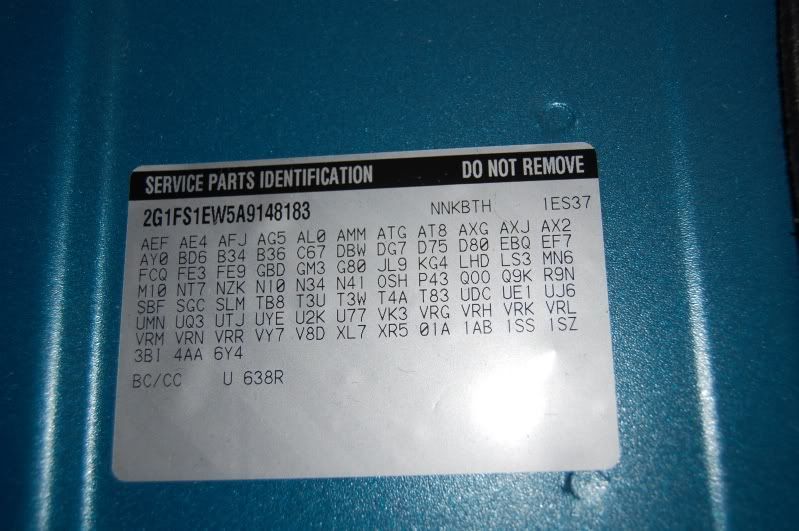 SERVICE PARTS IDENTIFICATION DO NOT REMOVE
2G1FS1EW5A9148183 NNKBTH 1ES37
AEF AE4 AFJ AG5 AL0 AMM ATG AT8 AXG AXJ AX2
AY0 BD6 B34 B36 C67 DBW DG7 D75 D80 EBQ EF7
FCQ FE3 FE9 GBD GM3 G80 JL9 KG4 LHD LS3 MN6
M10 NT7 NZK N10 N34 N41 OSH P43 Q00 Q9K R9N
SBF SGC SLM TB8 T3U T3W T4A T83 UDC UE1 UJ6
UMN UQ3 UTJ UYE U2K U77 VK3 VRG VRH VRK VRL
VRM VRN VRR VY7 V8D XL7 XR5 01A 1AB 1SS 1SZ
3B1 4AA 6Y4
BC/CC U 638R